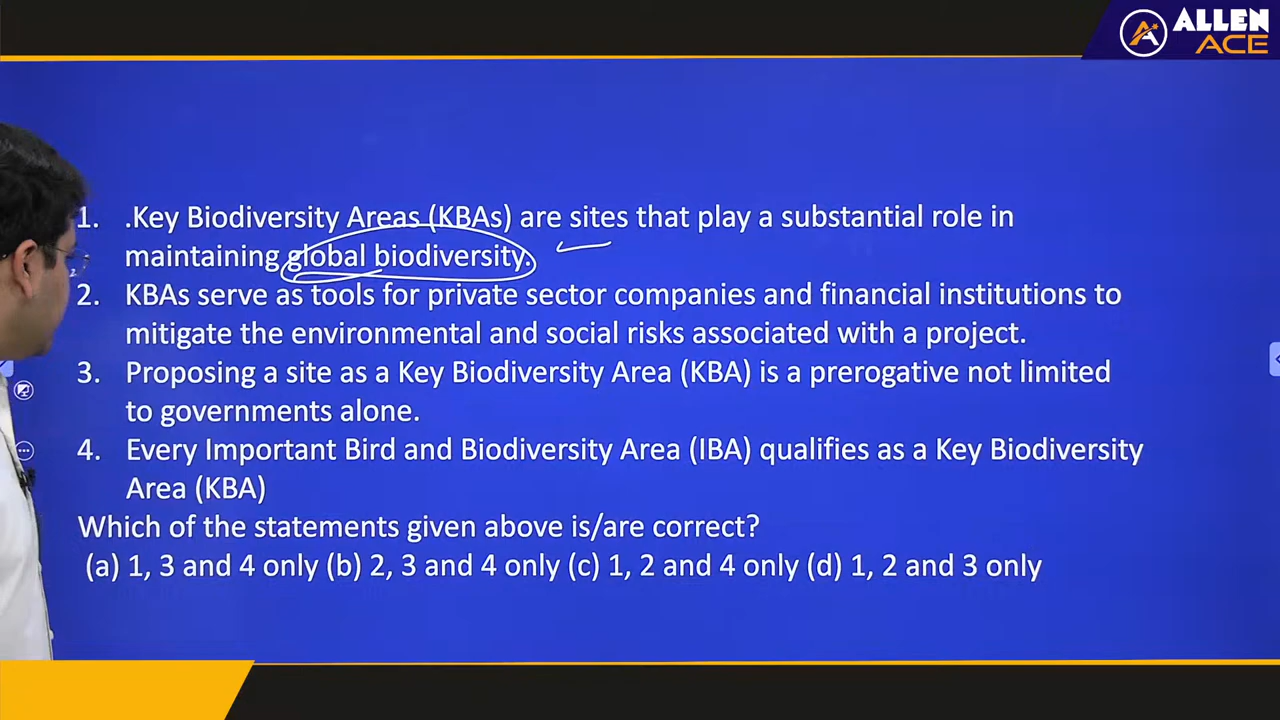 ALLEN
ACE
1. .Key Biodiversity Areas (KBAs) are sites that play a substantial role in
maintaining global biodiversity.
2. KBAs serve as tools for private sector companies and financial institutions to
mitigate the environmental and social risks associated with a project.
3. Proposing a site as a Key Biodiversity Area (KBA) is a prerogative not limited
to governments alone.
4. Every Important Bird and Biodiversity Area (IBA) qualifies as a Key Biodiversity
Area (KBA)
Which of the statements given above is/are correct?
(a) 1, 3 and 4 only (b) 2, 3 and 4 only (c) 1, 2 and 4 only (d) 1, 2 and 3 only